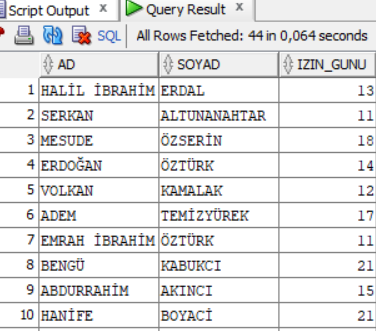 Script Output x Query Result x
SQL All Rows Fetched: 44 in 0,064 seconds
AD SOYAD IZIN_GUNU
1 HALİL İBRAHİM ERDAL 13
2 SERKAN ALTUNANAHTAR 11
3 MESUDE ÖZSERİN 18
4 ERDOĞAN ÖZTÜRK 14
5 VOLKAN KAMALAK 12
6 ADEM TEMİZYÜREK 17
7 EMRAH İBRAHİM ÖZTÜRK 11
8 BENGÜ KABUKCI 21
9 ABDURRAHİM AKINCI 15
10 HANİFE BOYACİ 21